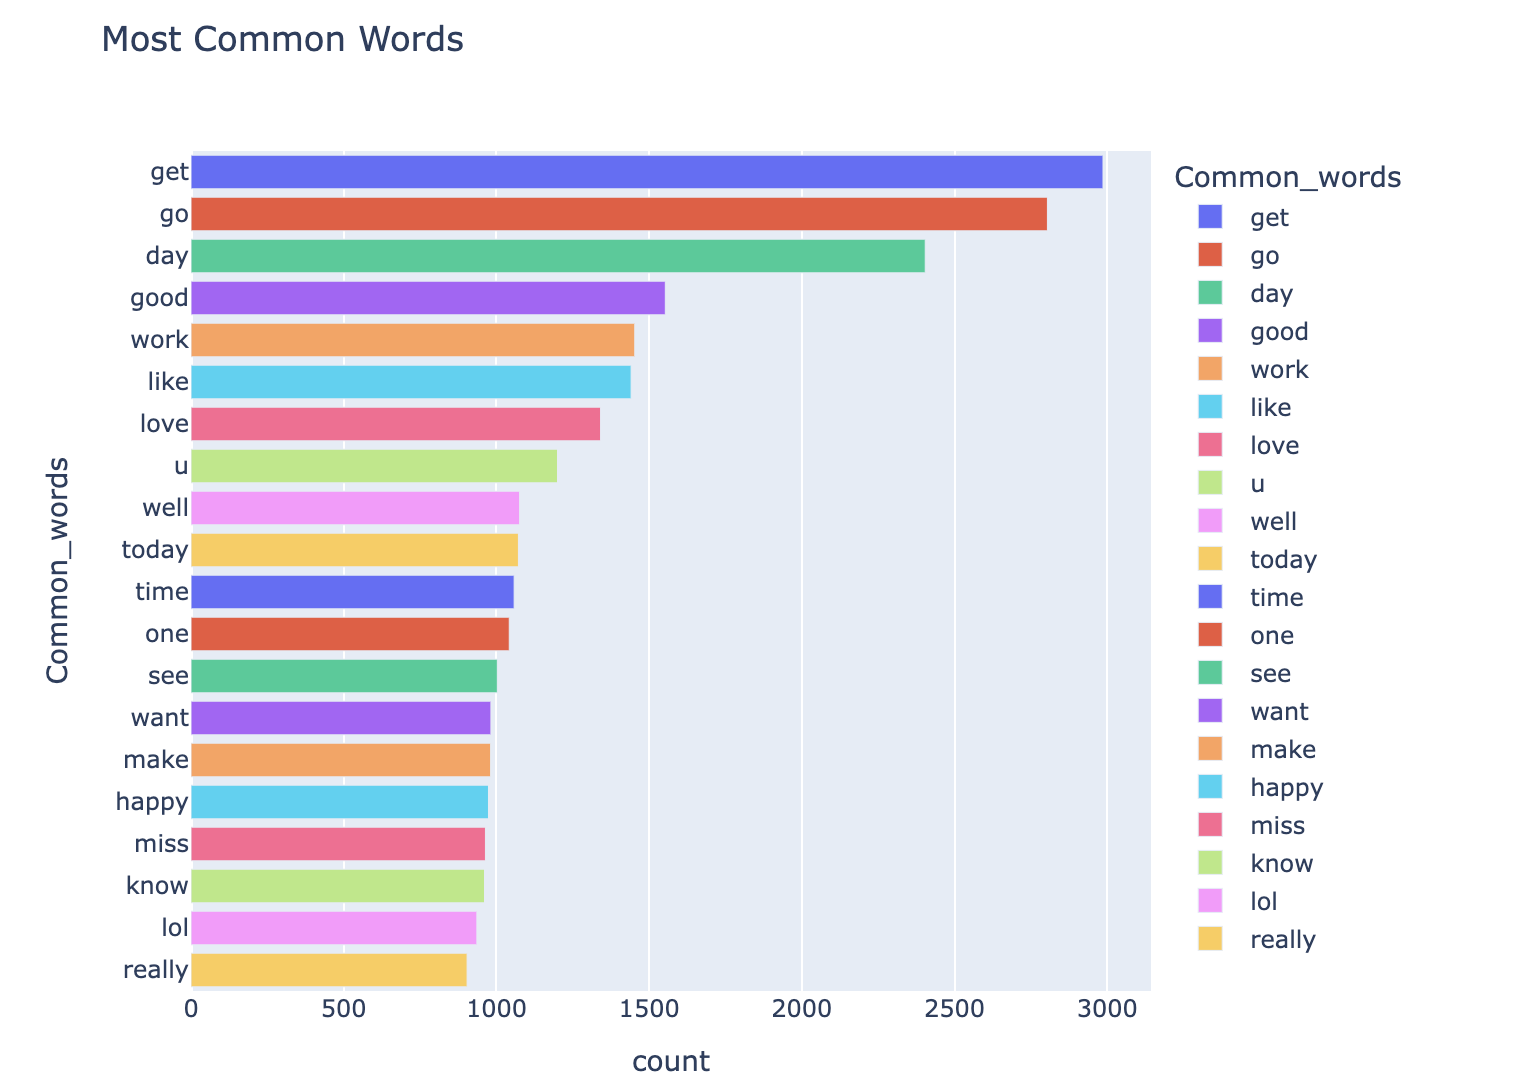 Most Common Words
Common_words
get
go
day
good
work
like
love
u
well
today
time
one
see
want
make
happy
miss
know
lol
really
0 500 1000 1500 2000 2500 3000
count
Common_words
get
go
day
good
work
like
love
u
well
today
time
one
see
want
make
happy
miss
know
lol
really